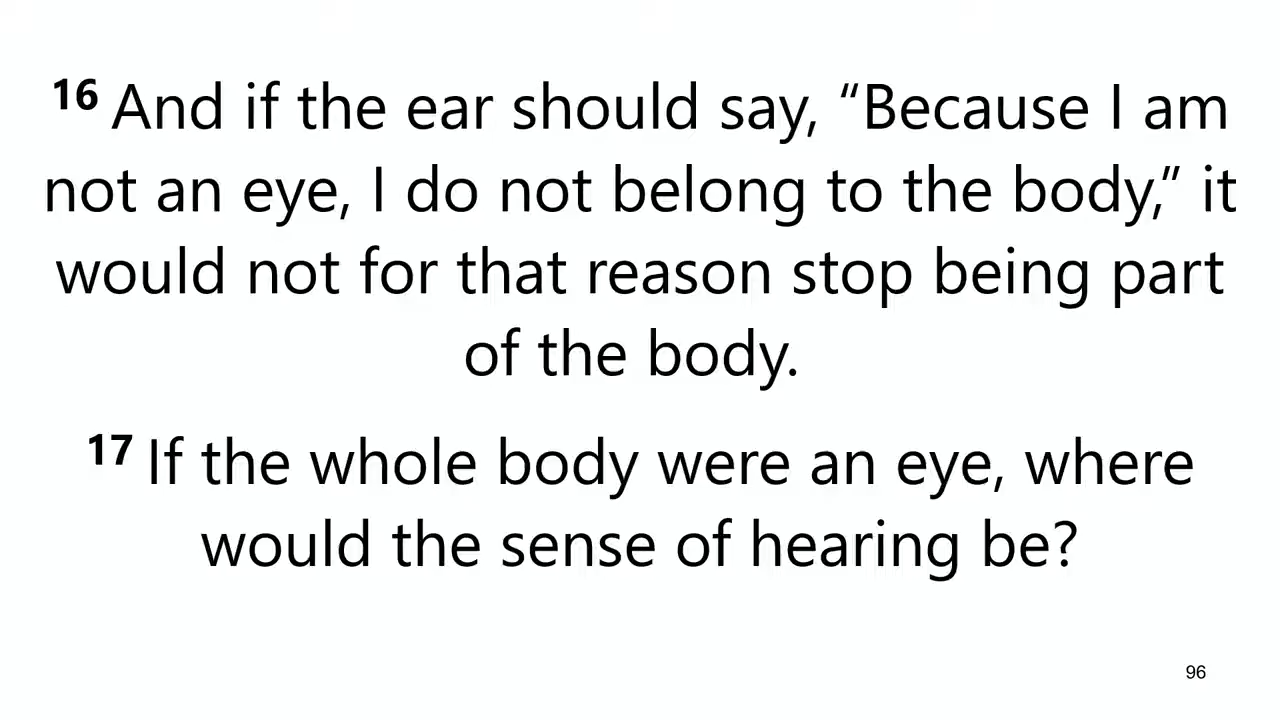 16 And if the ear should say, “Because I am
not an eye, I do not belong to the body,” it
would not for that reason stop being part
of the body.
17 If the whole body were an eye, where
would the sense of hearing be?
96